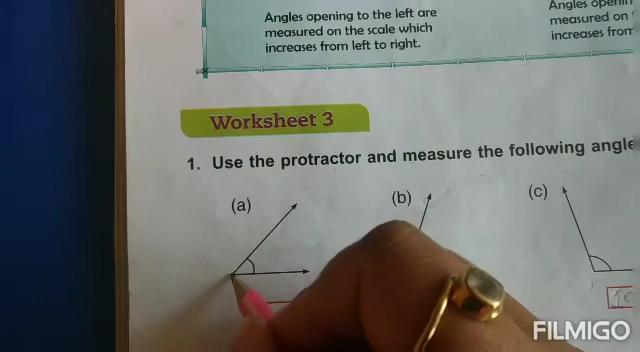 Angles opening to the left are
measured on the scale which
increases from left to right.
Angles
measured on
increases from
Worksheet 3
1. Use the protractor and measure the following angle
(a)
(b)
(c)
FILMIGO